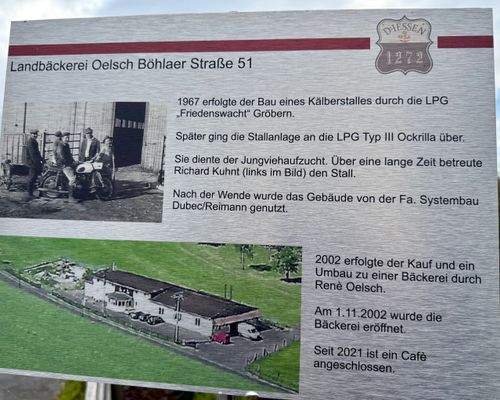 DIESSEN
1272
Landbäckerei Oelsch Böhlaer Straße 51
1967 erfolgte der Bau eines Kälberstalles durch die LPG
„Friedenswacht" Gröbern.
Später ging die Stallanlage an die LPG Typ III Ockrilla über.
Sie diente der Jungviehaufzucht. Über eine lange Zeit betreute
Richard Kuhnt (links im Bild) den Stall.
Nach der Wende wurde das Gebäude von der Fa. Systembau
Dubec/Reimann genutzt.
2002 erfolgte der Kauf und ein
Umbau zu einer Bäckerei durch
Renè Oelsch.
Am 1.11.2002 wurde die
Bäckerei eröffnet.
Seit 2021 ist ein Cafè
angeschlossen.